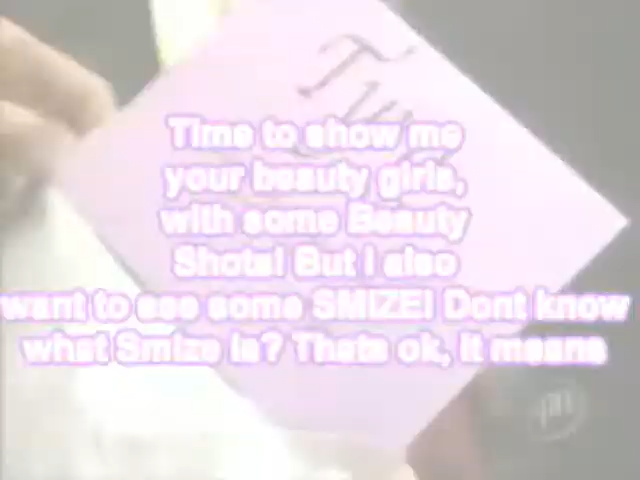 Time to show me
your beauty girls,
with some Beauty
Shots! But I also
want to see some SMIZE! Dont know
what Smize is? Thats ok, it means